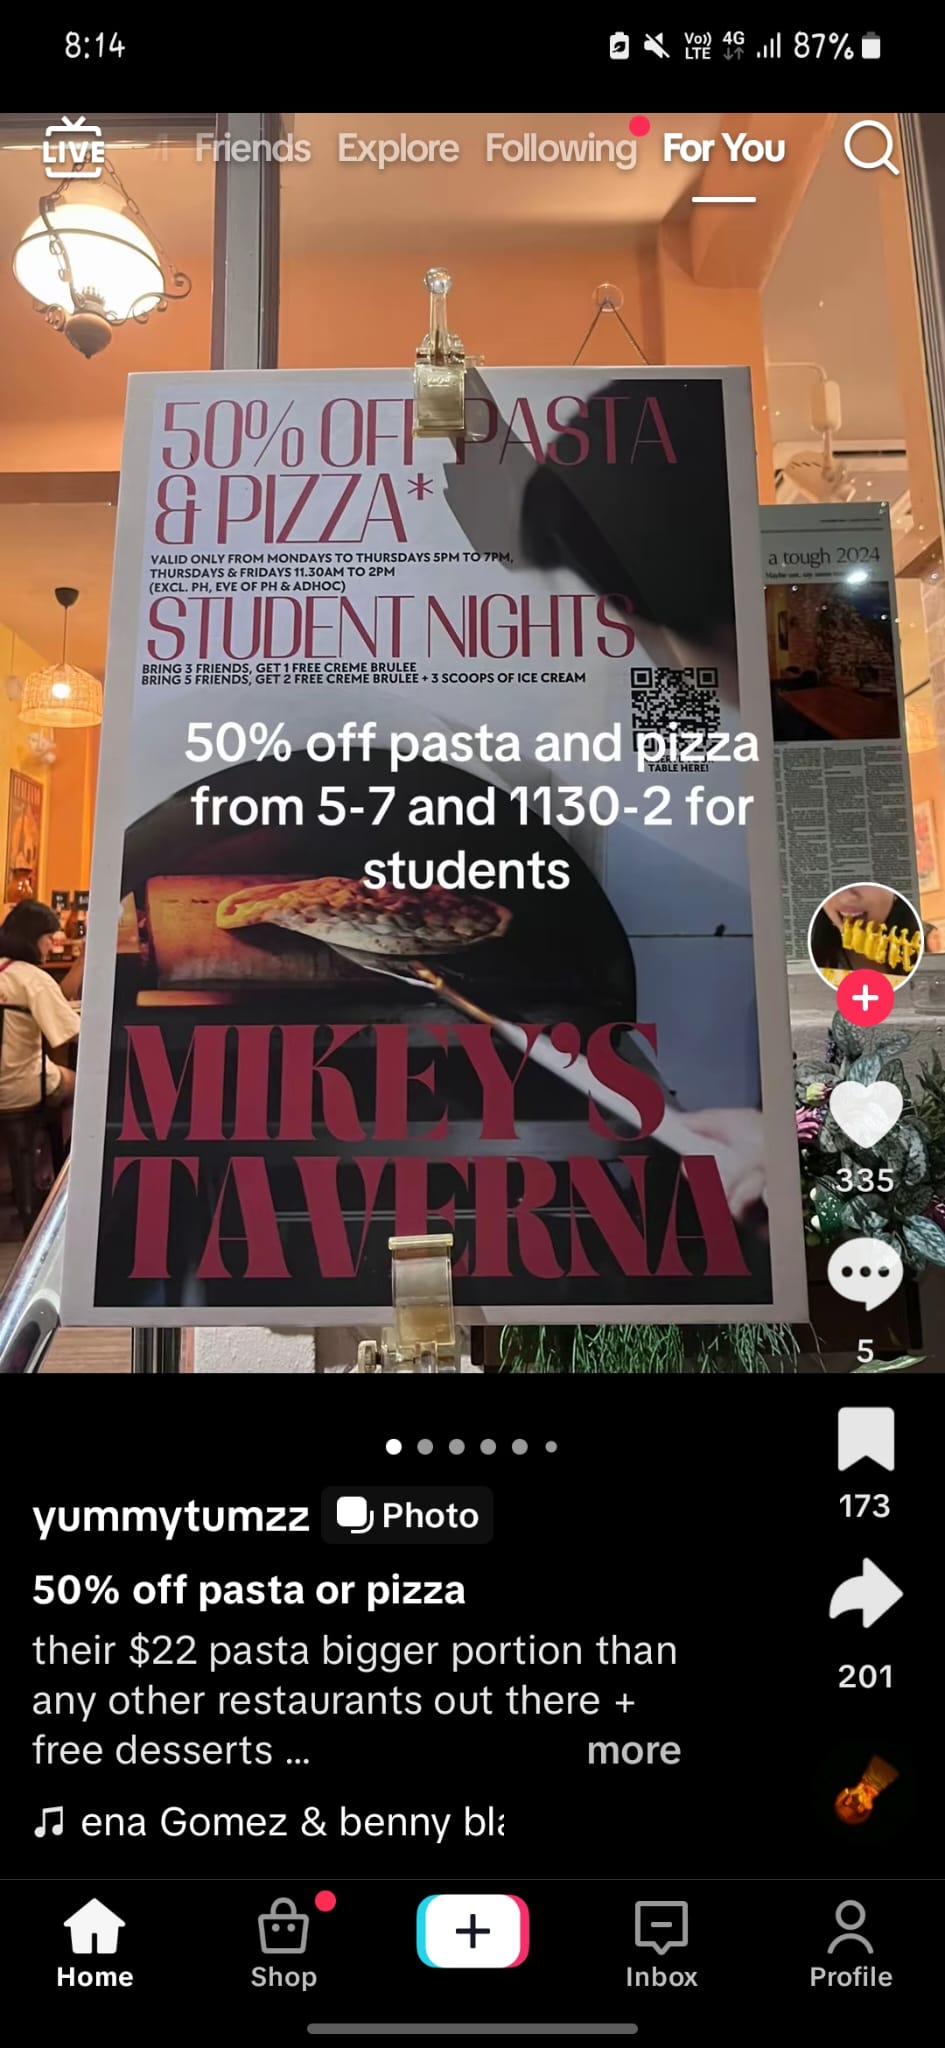 8:14
Vo))
LTE
4G
87%
LIVE
Friends
Explore
Following
For You
50% OFF PASTA
& PIZZA*
VALID ONLY FROM MONDAYS TO THURSDAYS 5PM TO 7PM,
THURSDAYS & FRIDAYS 11.30AM TO 2PM
(EXCL. PH, EVE OF PH & ADHOC)
STUDENT NIGHTS
BRING 3 FRIENDS, GET 1 FREE CREME BRULEE
BRING 5 FRIENDS, GET 2 FREE CREME BRULEE + 3 SCOOPS OF ICE CREAM
TABLE HERE!
a tough 2024
50% off pasta and pizza
from 5-7 and 1130-2 for
students
MIKEY'S
TAVERNA
335
5
173
201
yummytumzz
Photo
50% off pasta or pizza
their $22 pasta bigger portion than
any other restaurants out there +
free desserts ...
more
ena Gomez & benny bla
Home
Shop
Inbox
Profile